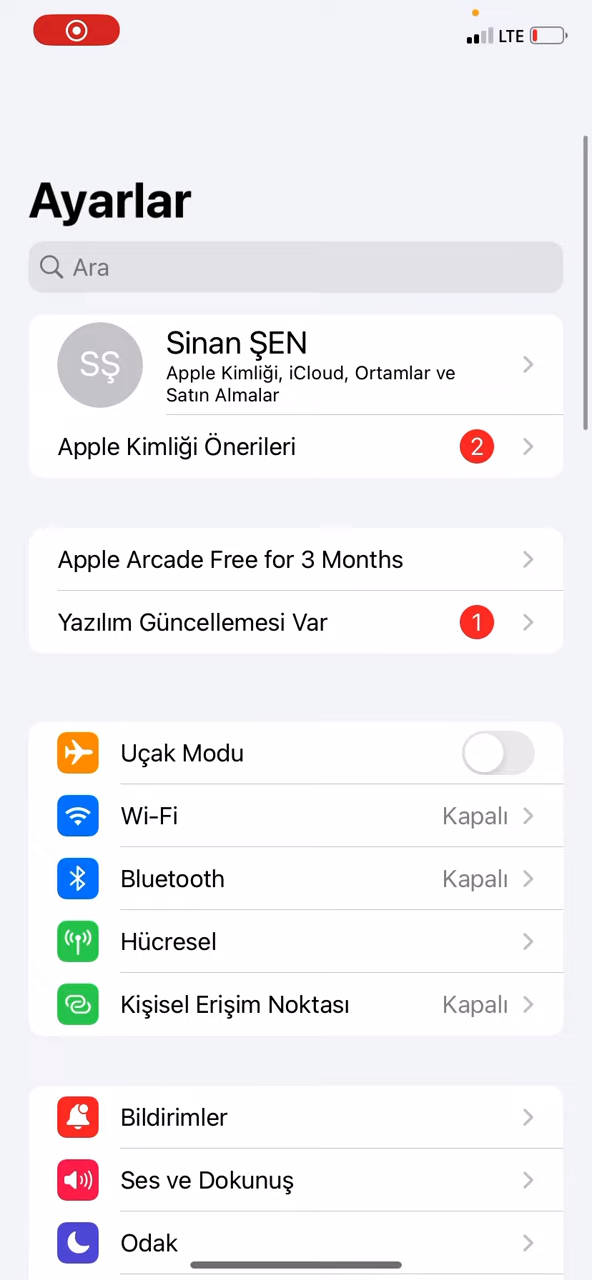 LTE
Ayarlar
Ara
SŞ
Sinan ŞEN
Apple Kimliği, iCloud, Ortamlar ve
Satın Almalar
Apple Kimliği Önerileri 2
Apple Arcade Free for 3 Months
Yazılım Güncellemesi Var 1
Uçak Modu
Wi-Fi Kapalı
Bluetooth Kapalı
Hücresel
Kişisel Erişim Noktası Kapalı
Bildirimler
Ses ve Dokunuş
Odak